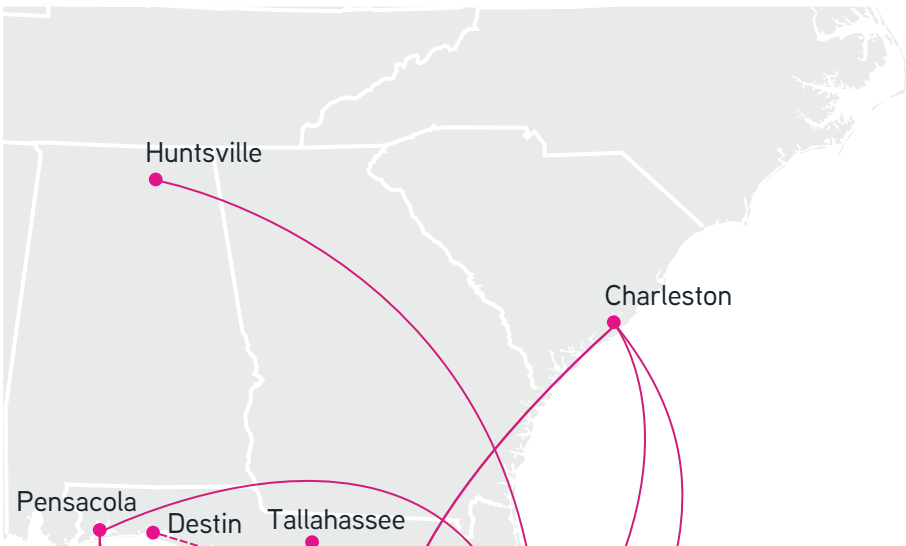 Huntsville
Charleston
Pensacola
Destin
Tallahassee